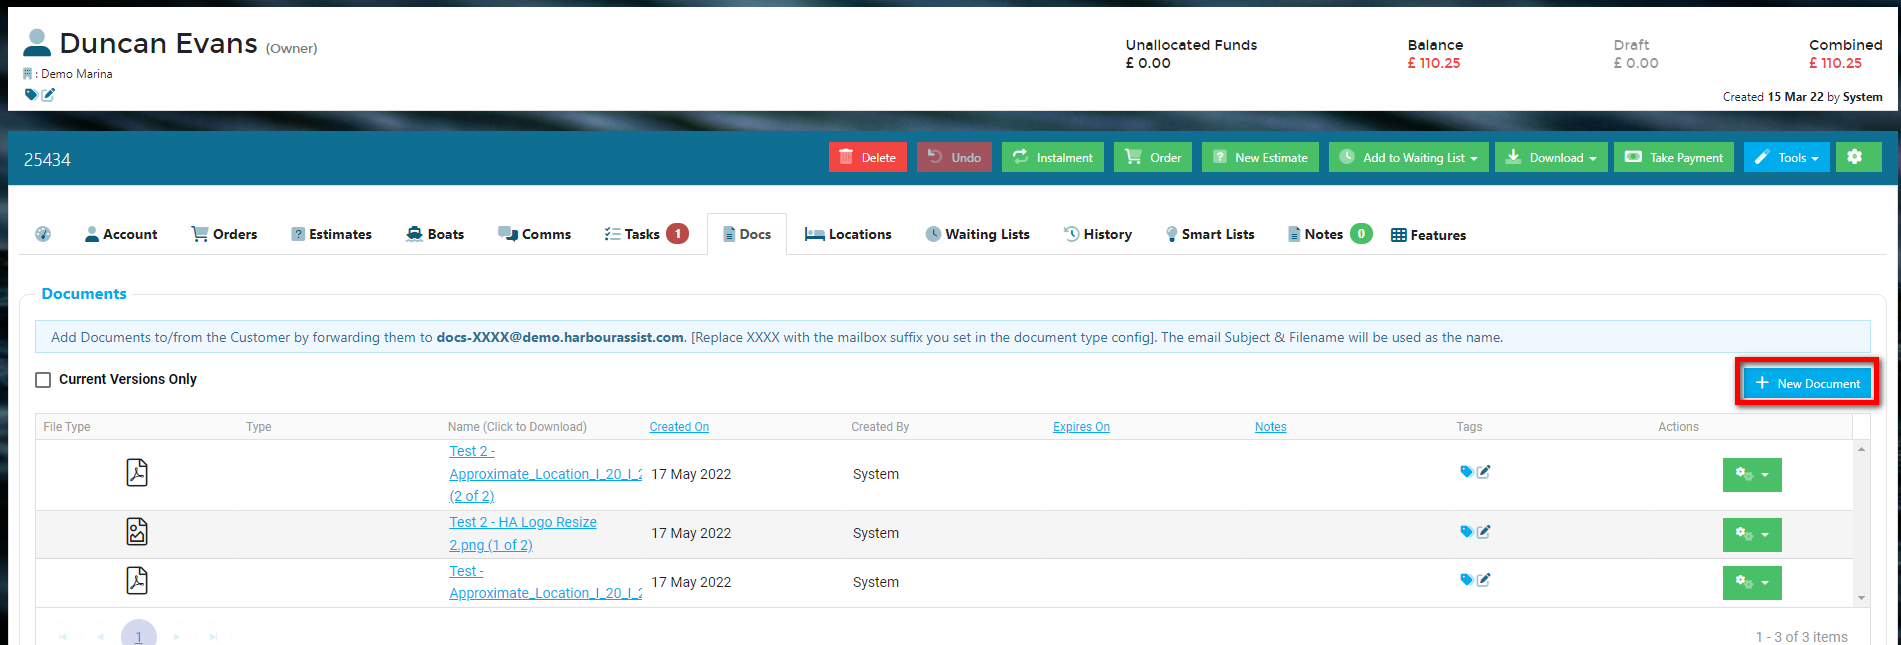 Duncan Evans (Owner)
: Demo Marina
Unallocated Funds
£ 0.00
Balance
£ 110.25
Draft
£ 0.00
Combined
£ 110.25
Created 15 Mar 22 by System
25434
Delete
Undo
Instalment
Order
New Estimate
Add to Waiting List
Download
Take Payment
Tools
Account
Orders
Estimates
Boats
Comms
Tasks 1
Docs
Locations
Waiting Lists
History
Smart Lists
Notes 0
Features
Documents
Add Documents to/from the Customer by forwarding them to docs-XXXX@demo.harbourassist.com. [Replace XXXX with the mailbox suffix you set in the document type config]. The email Subject & Filename will be used as the name.
Current Versions Only
+ New Document
File Type Type Name (Click to Download) Created On Created By Expires On Notes Tags Actions
Test 2 -
Approximate_Location_I_20_I_2 17 May 2022 System
(2 of 2)
Test 2 - HA Logo Resize
2.png (1 of 2)
17 May 2022 System
Test -
Approximate_Location_I_20_I_2
17 May 2022 System
1
1 - 3 of 3 items